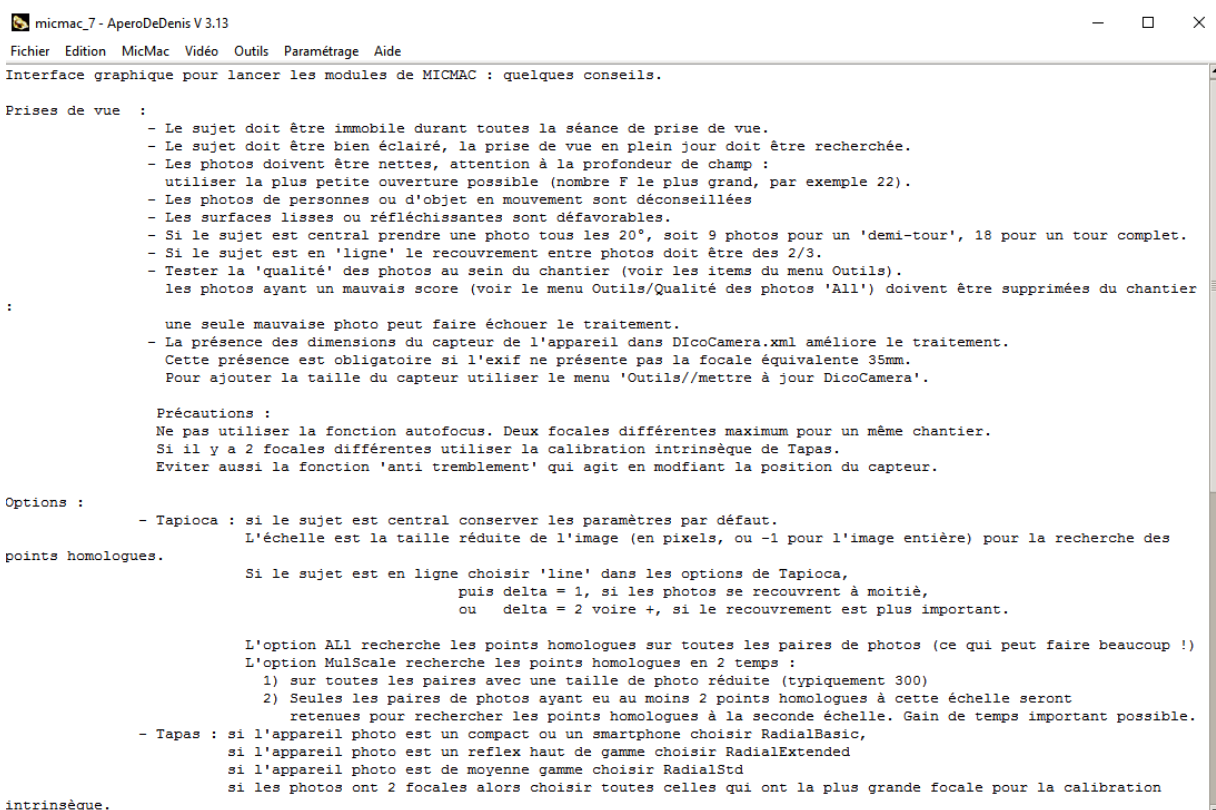 micmac_7 - AperoDeDenis V 3.13
Fichier Edition MicMac Vidéo Outils Paramétrage Aide
Interface graphique pour lancer les modules de MICMAC : quelques conseils.
Prises de vue :
- Le sujet doit être immobile durant toutes la séance de prise de vue.
- Le sujet doit être bien éclairé, la prise de vue en plein jour doit être recherchée.
- Les photos doivent être nettes, attention à la profondeur de champ :
utiliser la plus petite ouverture possible (nombre F le plus grand, par exemple 22).
- Les photos de personnes ou d'objet en mouvement sont déconseillées
- Les surfaces lisses ou réfléchissantes sont défavorables.
- Si le sujet est central prendre une photo tous les 20°, soit 9 photos pour un 'demi-tour', 18 pour un tour complet.
- Si le sujet est en 'ligne' le recouvrement entre photos doit être des 2/3.
- Tester la 'qualité' des photos au sein du chantier (voir les items du menu Outils).
les photos ayant un mauvais score (voir le menu Outils/Qualité des photos 'All') doivent être supprimées du chantier
:
une seule mauvaise photo peut faire échouer le traitement.
- La présence des dimensions du capteur de l'appareil dans DIcoCamera.xml améliore le traitement.
Cette présence est obligatoire si l'exif ne présente pas la focale équivalente 35mm.
Pour ajouter la taille du capteur utiliser le menu 'Outils//mettre à jour DicoCamera'.
Précautions :
Ne pas utiliser la fonction autofocus. Deux focales différentes maximum pour un même chantier.
Si il y a 2 focales différentes utiliser la calibration intrinsèque de Tapas.
Eviter aussi la fonction 'anti tremblement' qui agit en modfiant la position du capteur.
Options :
- Tapioca : si le sujet est central conserver les paramètres par défaut.
L'échelle est la taille réduite de l'image (en pixels, ou -1 pour l'image entière) pour la recherche des
points homologues.
Si le sujet est en ligne choisir 'line' dans les options de Tapioca,
puis delta = 1, si les photos se recouvrent à moitiè,
ou delta = 2 voire +, si le recouvrement est plus important.
L'option ALl recherche les points homologues sur toutes les paires de photos (ce qui peut faire beaucoup !)
L'option MulScale recherche les points homologues en 2 temps :
1) sur toutes les paires avec une taille de photo réduite (typiquement 300)
2) Seules les paires de photos ayant eu au moins 2 points homologues à cette échelle seront
retenues pour rechercher les points homologues à la seconde échelle. Gain de temps important possible.
- Tapas : si l'appareil photo est un compact ou un smartphone choisir RadialBasic,
si l'appareil photo est un reflex haut de gamme choisir RadialExtended
si l'appareil photo est de moyenne gamme choisir RadialStd
si les photos ont 2 focales alors choisir toutes celles qui ont la plus grande focale pour la calibration
intrinsèque.